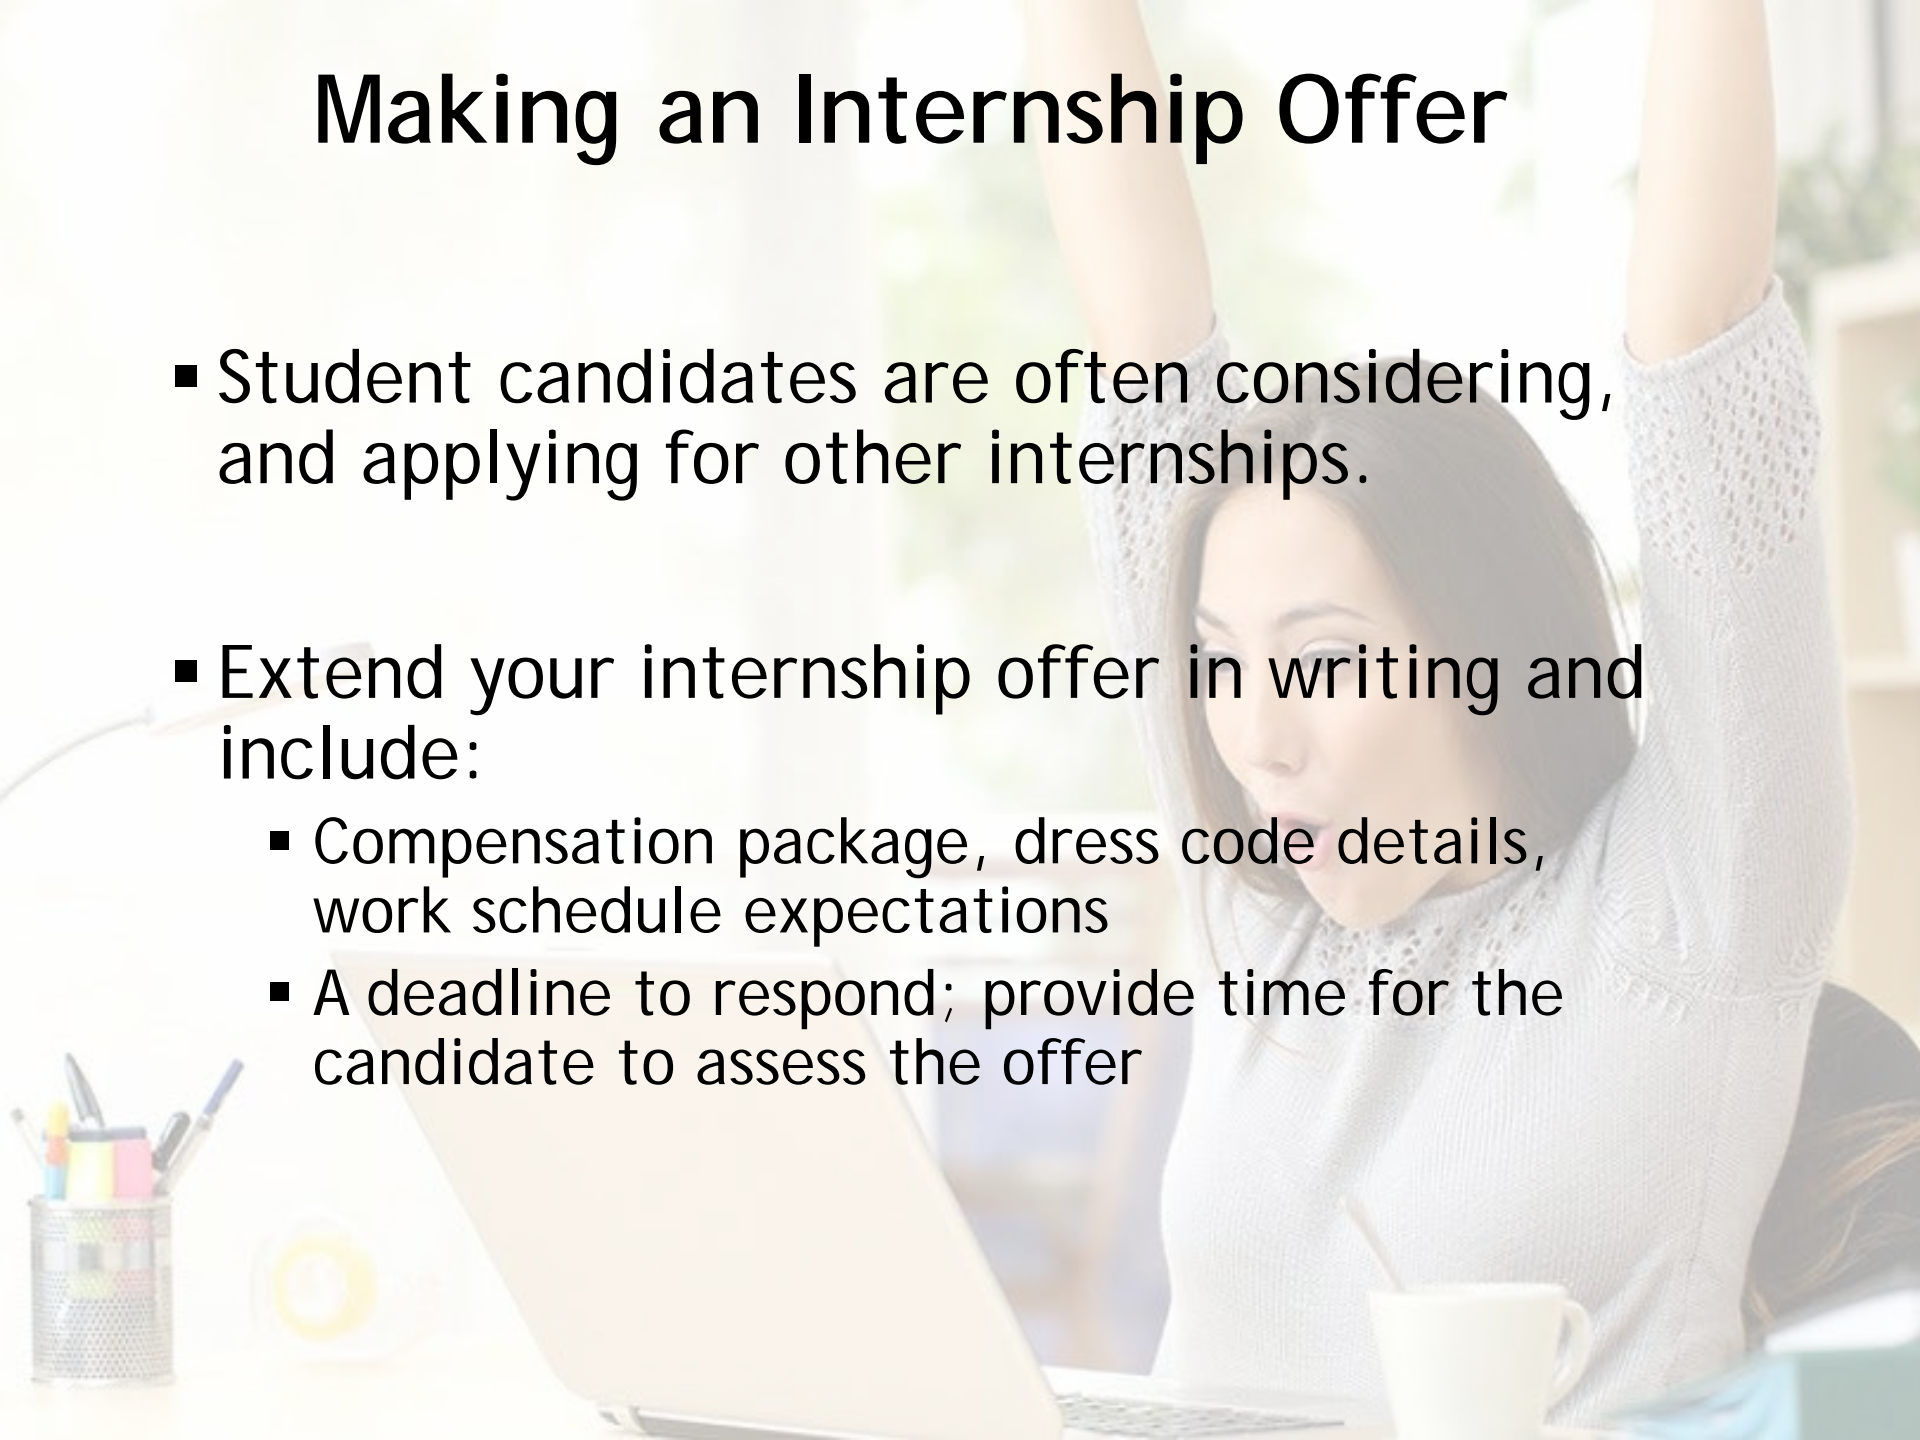 Making an Internship Offer
▪ Student candidates are often considering,
and applying for other internships.
▪ Extend your internship offer in writing and
include:
▪ Compensation package, dress code details,
work schedule expectations
▪ A deadline to respond; provide time for the
candidate to assess the offer